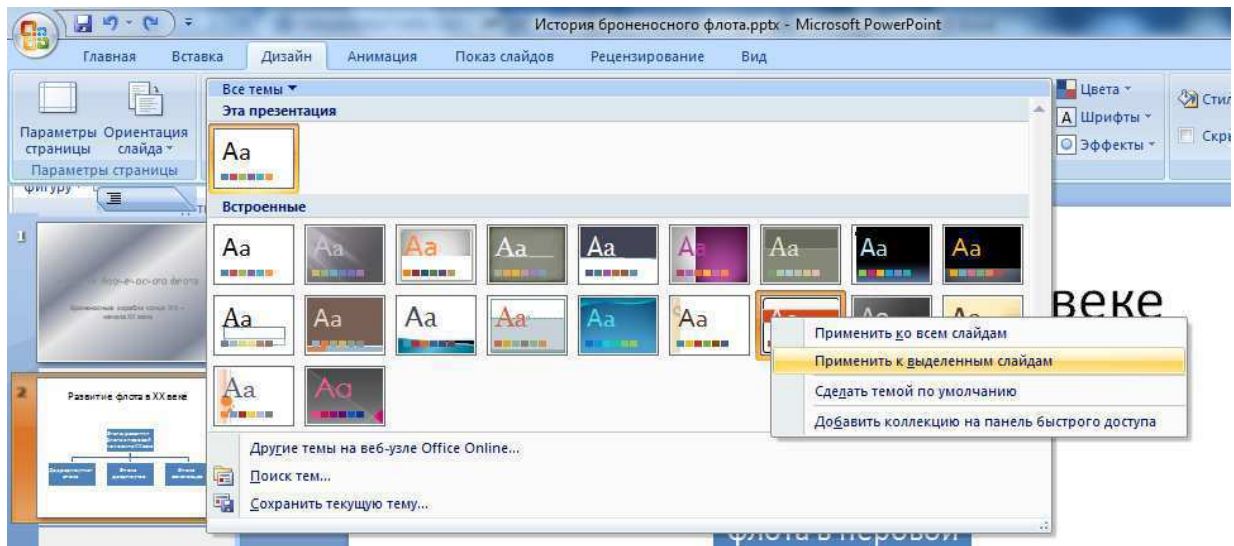 История броненосного флота.pptx - Microsoft PowerPoint
Главная Вставка Дизайн Анимация Показ слайдов Рецензирование Вид
Параметры страницы
Ориентация слайда
Параметры страницы
фигуру
Все темы
Эта презентация
Aa
Встроенные
Aa Aa Aa Aa Aa Aa Aa Aa Aa
Aa Aa Aa Aa Aa Aa Aa Aa Aa
Aa Aa
Другие темы на веб-узле Office Online...
Поиск тем...
Сохранить текущую тему...
Цвета
Шрифты
Эффекты
Применить ко всем слайдам
Применить к выделенным слайдам
Сделать темой по умолчанию
Добавить коллекцию на панель быстрого доступа
1
2
Развитие флота в XX веке
веке
флота в первой